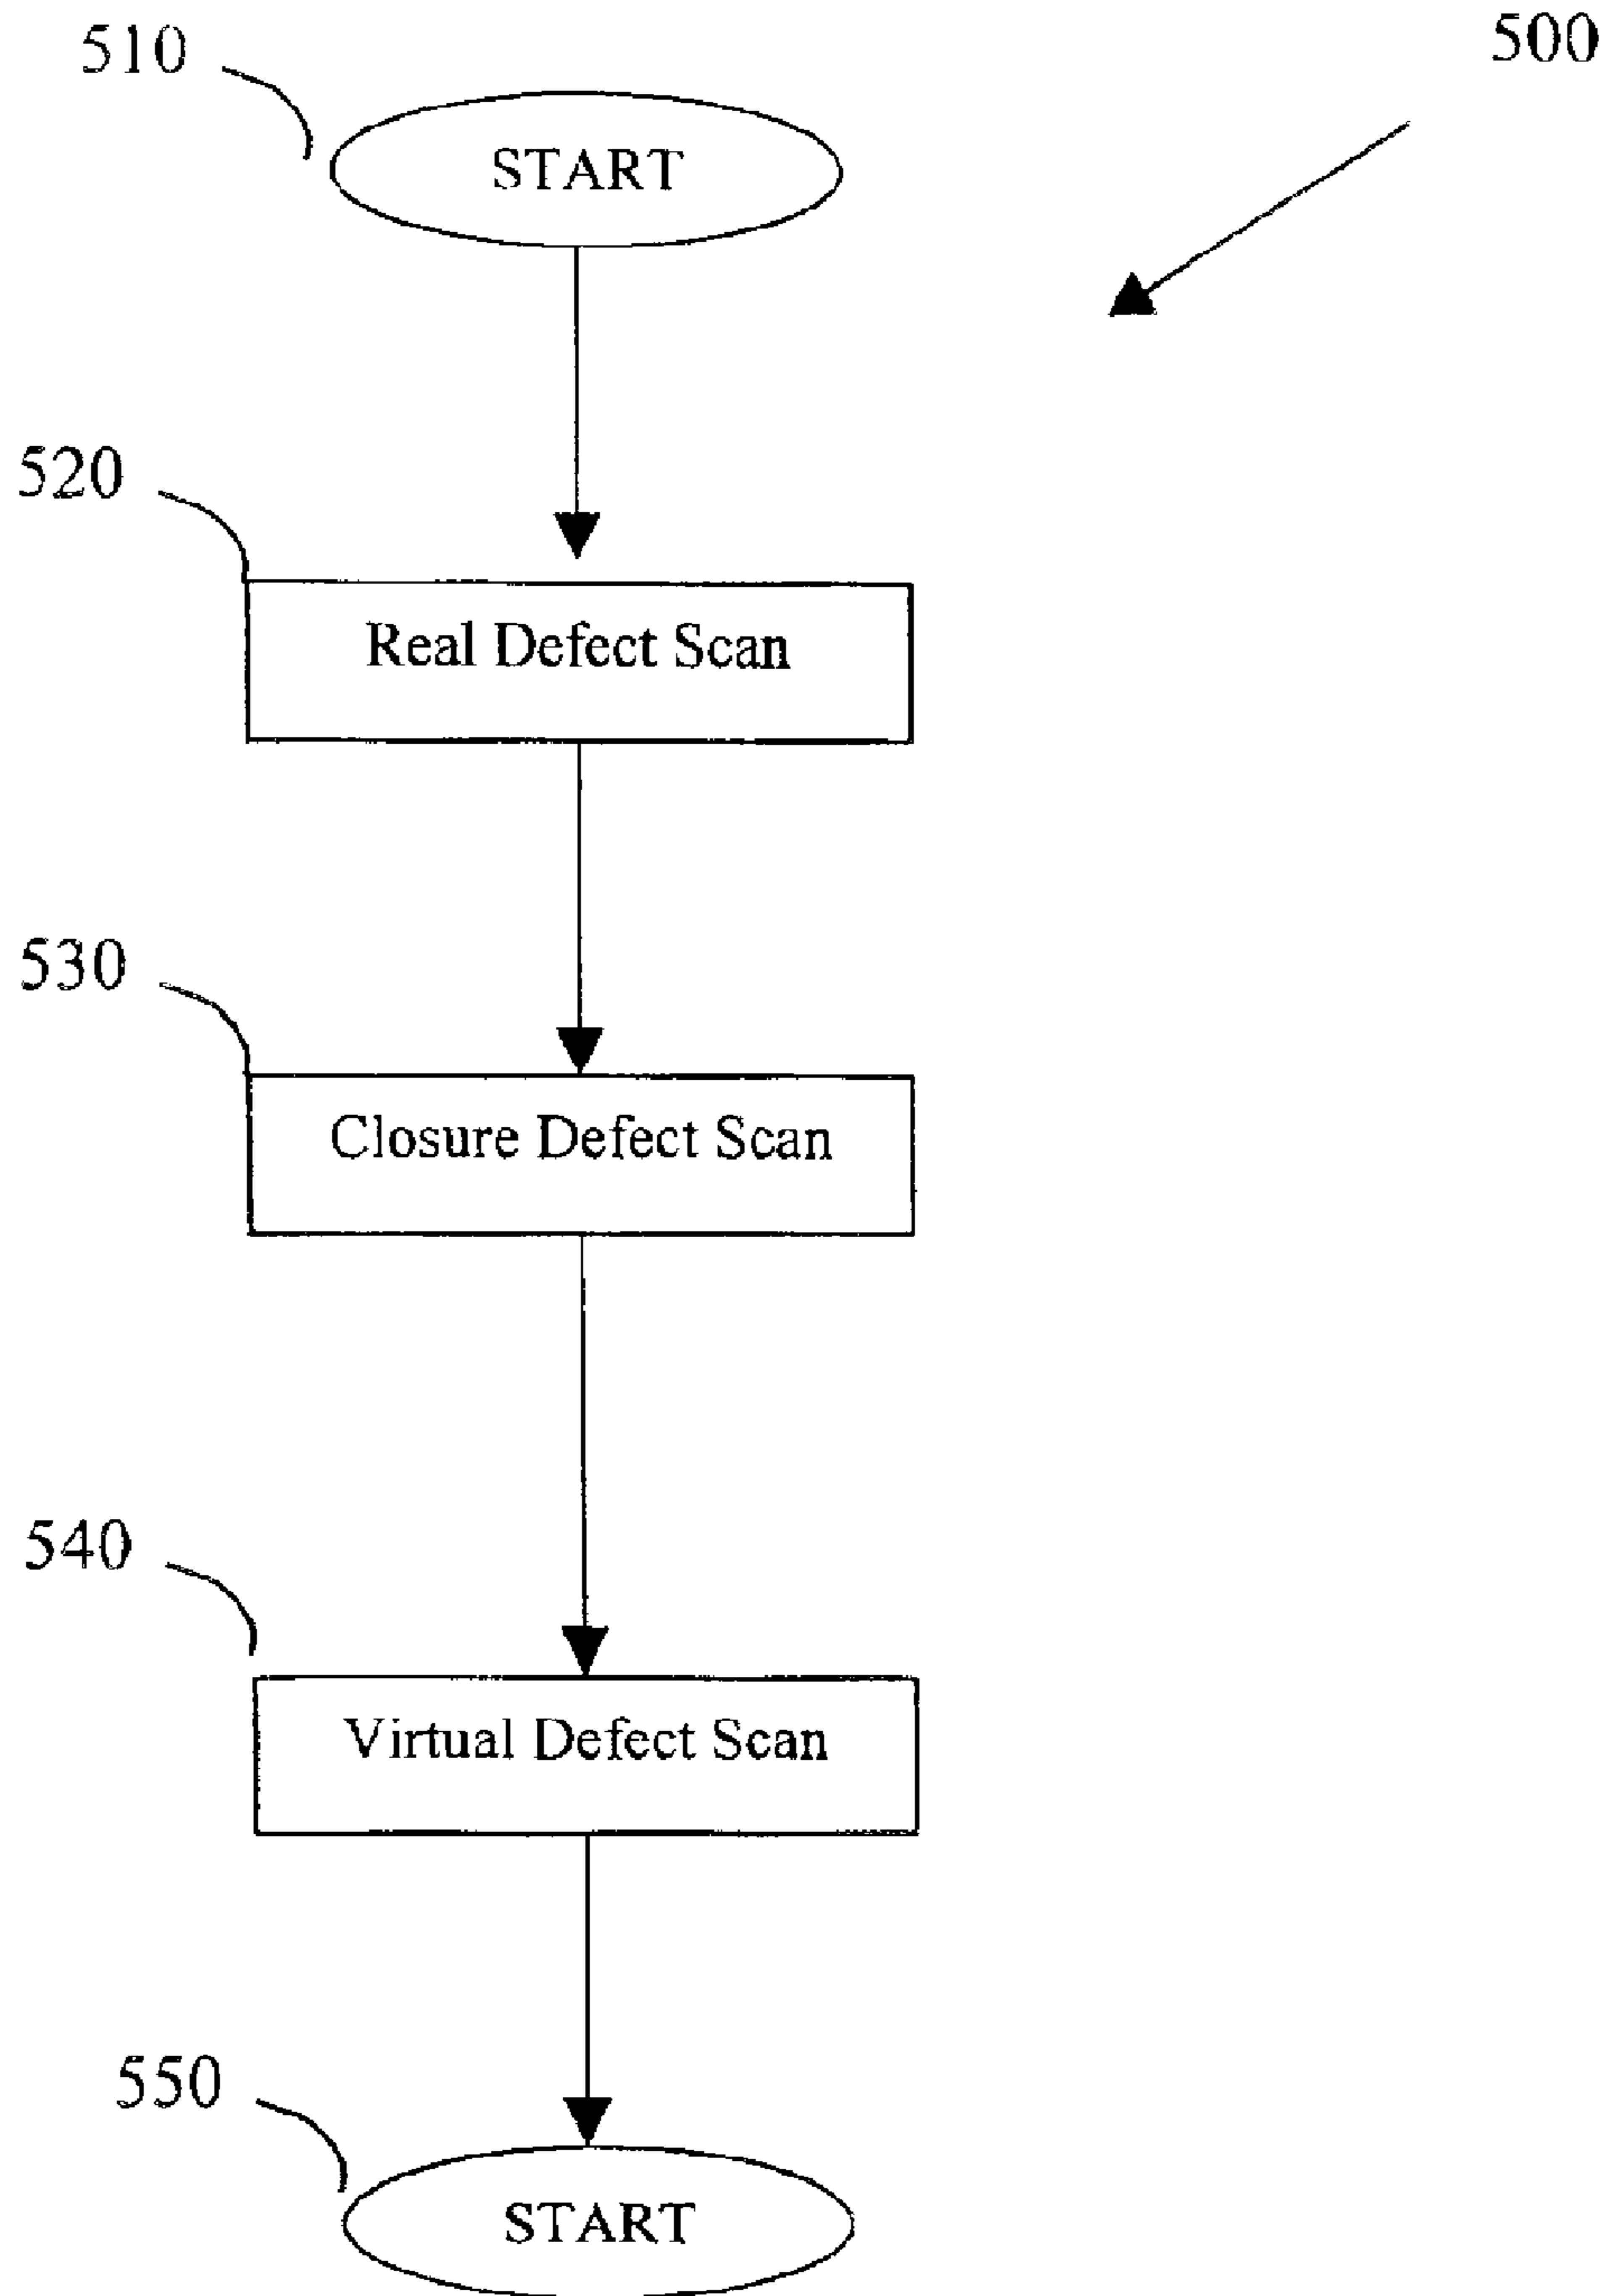 510
500
START
520
Real Defect Scan
530
Closure Defect Scan
540
Virtual Defect Scan
550
START